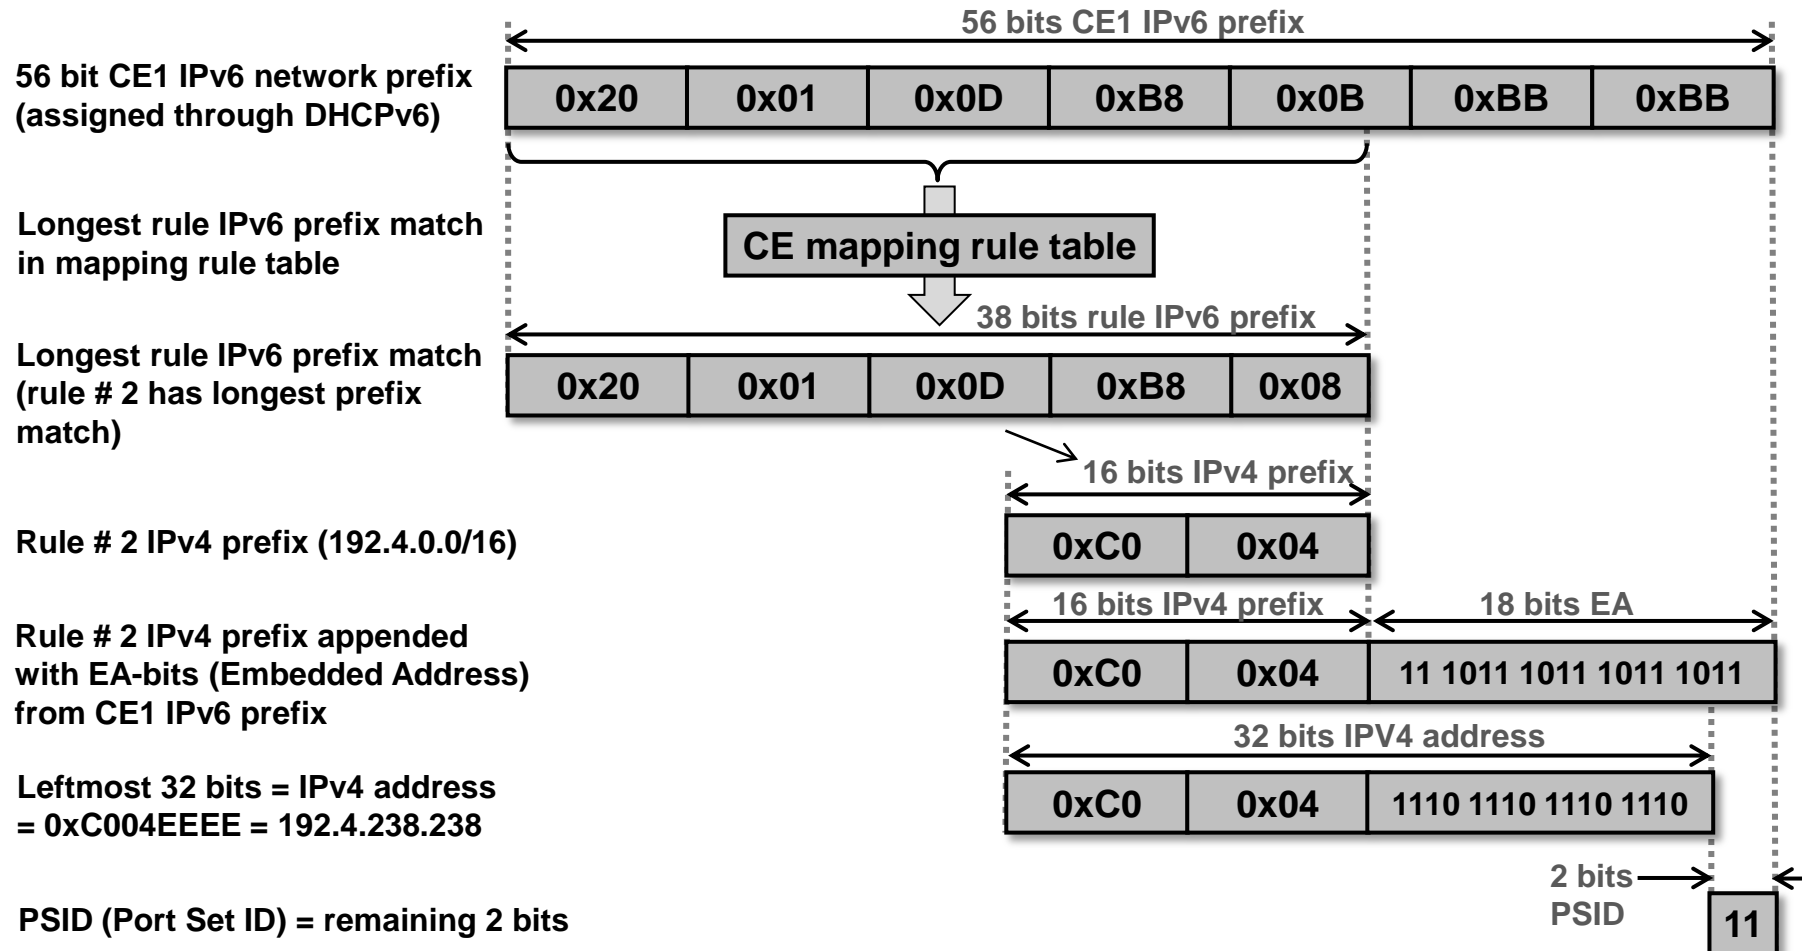 56 bits CE1 IPv6 prefix
56 bit CE1 IPv6 network prefix
(assigned through DHCPv6)
0x20 0x01 0x0D 0xB8 0x0B 0xBB 0xBB
Longest rule IPv6 prefix match
in mapping rule table
CE mapping rule table
38 bits rule IPv6 prefix
Longest rule IPv6 prefix match
(rule # 2 has longest prefix
match)
0x20 0x01 0x0D 0xB8 0x08
16 bits IPv4 prefix
Rule # 2 IPv4 prefix (192.4.0.0/16)
0xC0 0x04
16 bits IPv4 prefix 18 bits EA
Rule # 2 IPv4 prefix appended
with EA-bits (Embedded Address)
from CE1 IPv6 prefix
0xC0 0x04 11 1011 1011 1011 1011
32 bits IPV4 address
Leftmost 32 bits = IPv4 address
= 0xC004EEEE = 192.4.238.238
0xC0 0x04 1110 1110 1110 1110
2 bits
PSID
PSID (Port Set ID) = remaining 2 bits
11